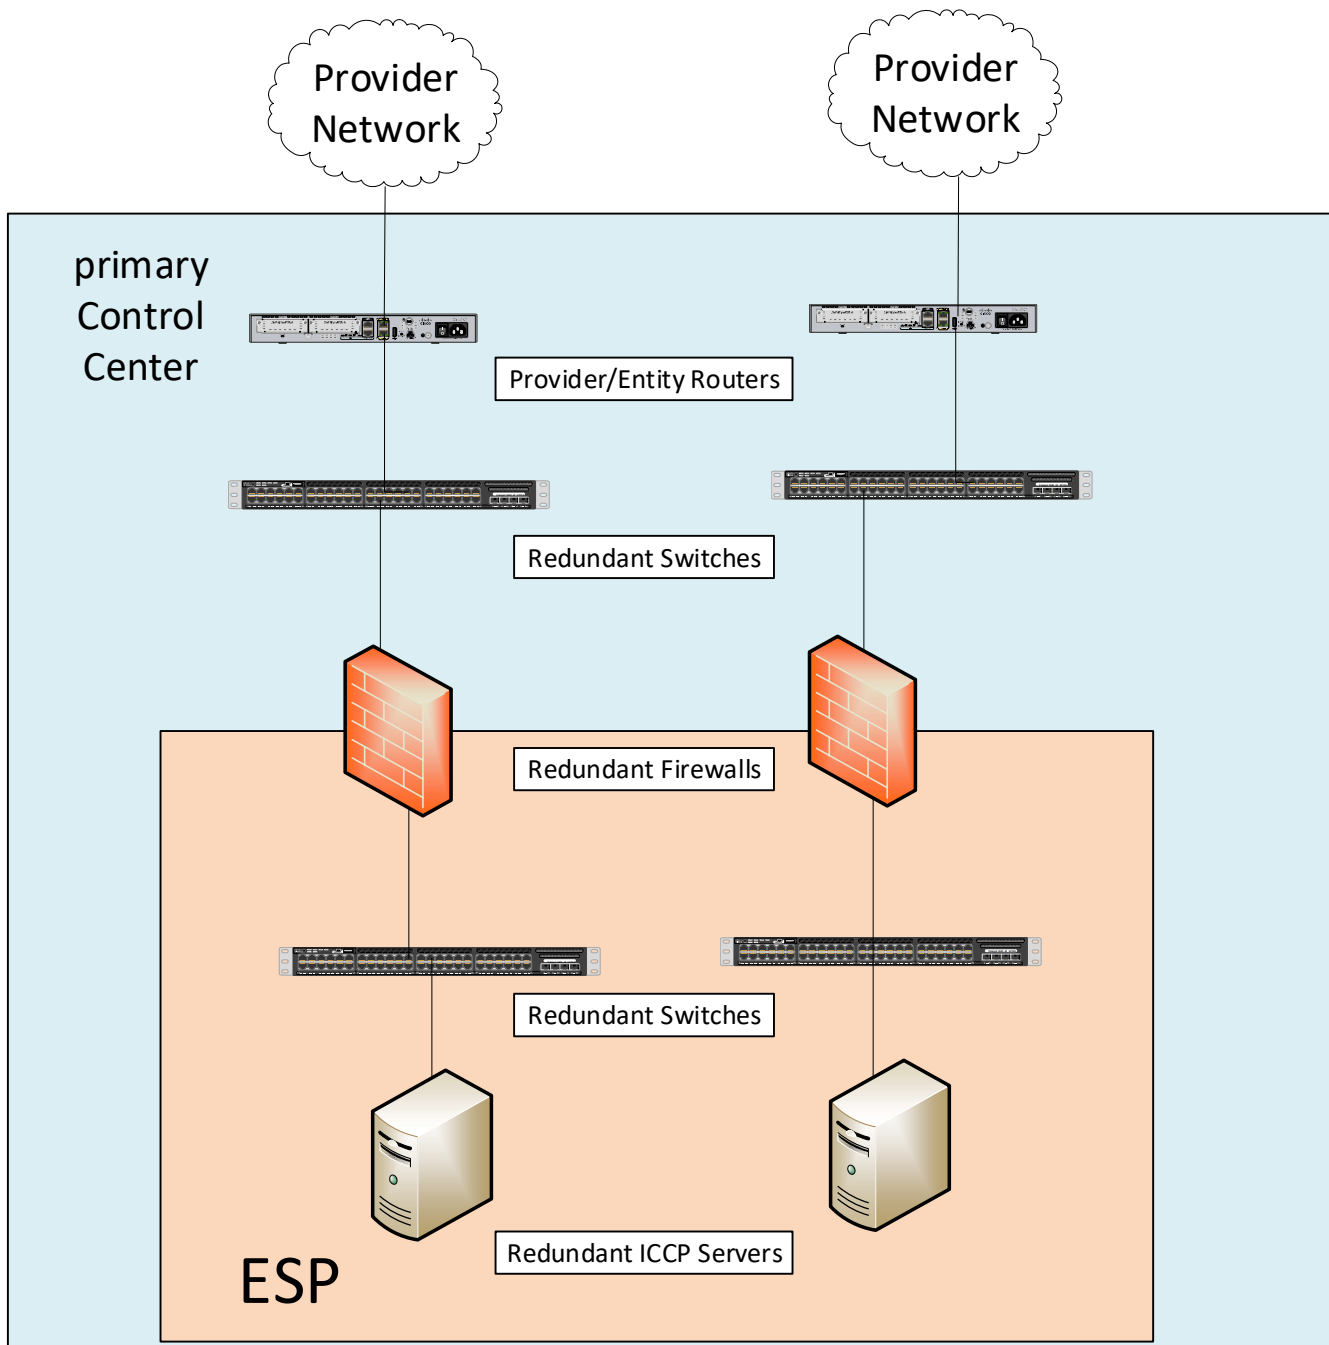 Provider
Network
Provider
Network
primary
Control
Center
Provider/Entity Routers
Redundant Switches
Redundant Firewalls
Redundant Switches
Redundant ICCP Servers
ESP